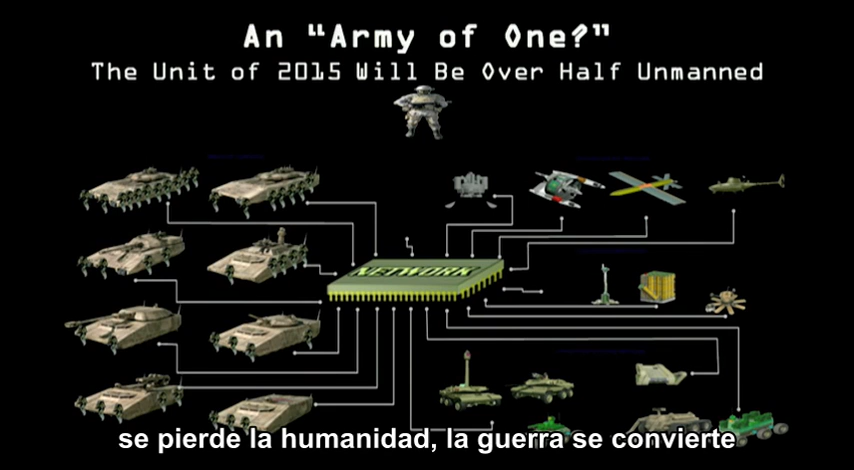 An "Army of One?"
The Unit of 2015 Will Be Over Half Unmanned
NETWORK
se pierde la humanidad, la guerra se convierte